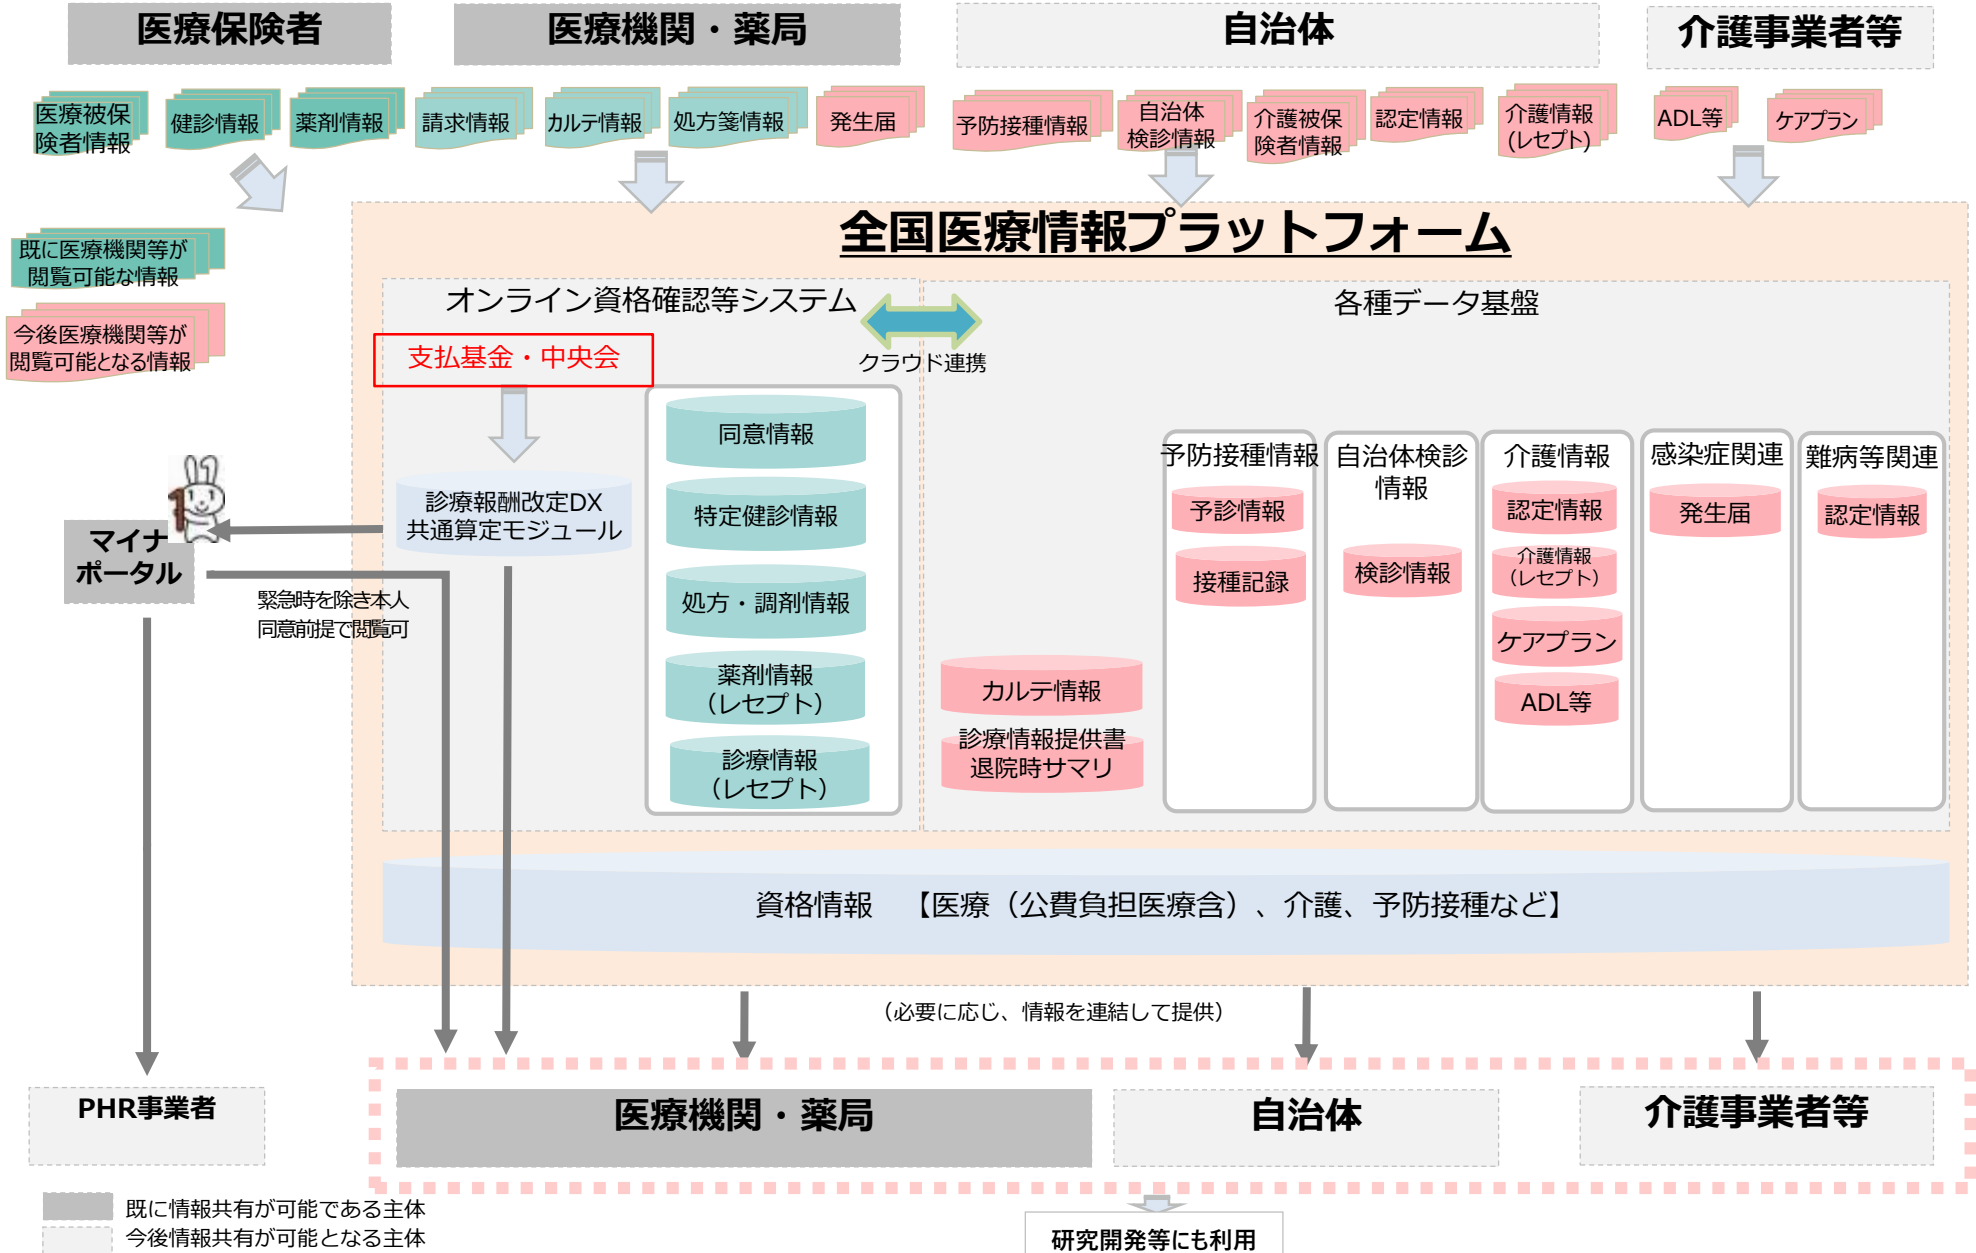 医療保険者
医療機関・薬局
自治体
介護事業者等
医療被保
険者情報
健診情報
薬剤情報
請求情報
カルテ情報
処方箋情報
発生届
予防接種情報
自治体
検診情報
介護被保
険者情報
認定情報
介護情報
(レセプト)
ADL等
ケアプラン
既に医療機関等が
閲覧可能な情報
今後医療機関等が
閲覧可能となる情報
全国医療情報プラットフォーム
オンライン資格確認等システム
支払基金・中央会
クラウド連携
各種データ基盤
診療報酬改定DX
共通算定モジュール
同意情報
特定健診情報
処方・調剤情報
薬剤情報
（レセプト）
診療情報
（レセプト）
カルテ情報
診療情報提供書
退院時サマリ
予防接種情報
予診情報
接種記録
自治体検診
情報
検診情報
介護情報
認定情報
介護情報
（レセプト）
ケアプラン
ADL等
感染症関連
発生届
難病等関連
認定情報
マイナ
ポータル
緊急時を除き本人
同意前提で閲覧可
資格情報　【医療（公費負担医療含）、介護、予防接種など】
（必要に応じ、情報を連結して提供）
PHR事業者
医療機関・薬局
自治体
介護事業者等
既に情報共有が可能である主体
今後情報共有が可能となる主体
研究開発等にも利用